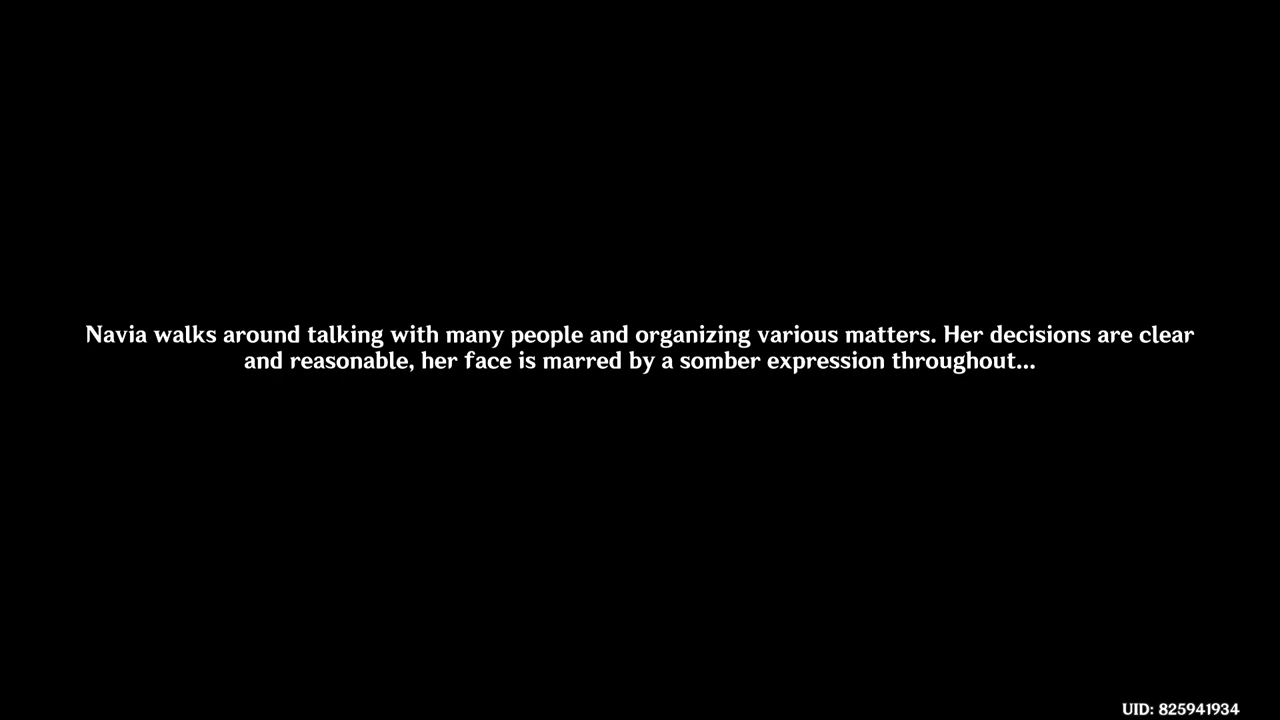 Navia walks around talking with many people and organizing various matters. Her decisions are clear
and reasonable, her face is marred by a somber expression throughout...
UID: 825941934